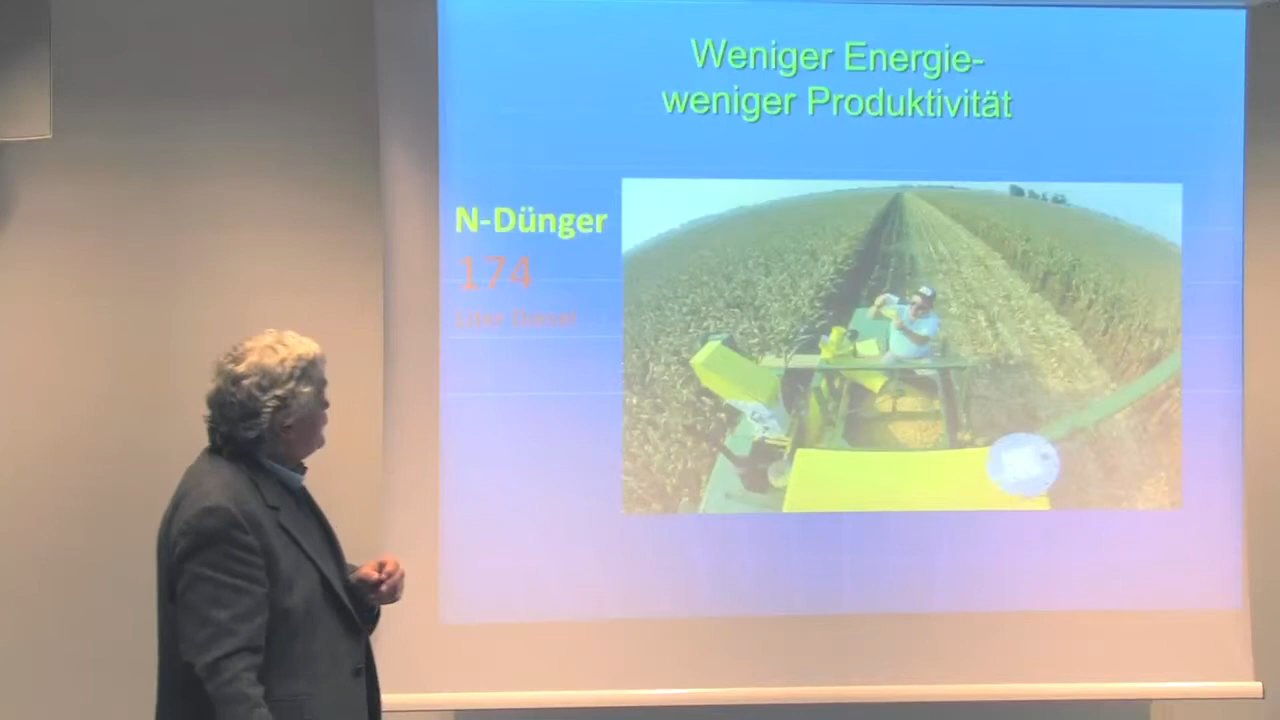 Weniger Energie-
weniger Produktivität
N-Dünger
174
Liter Diesel